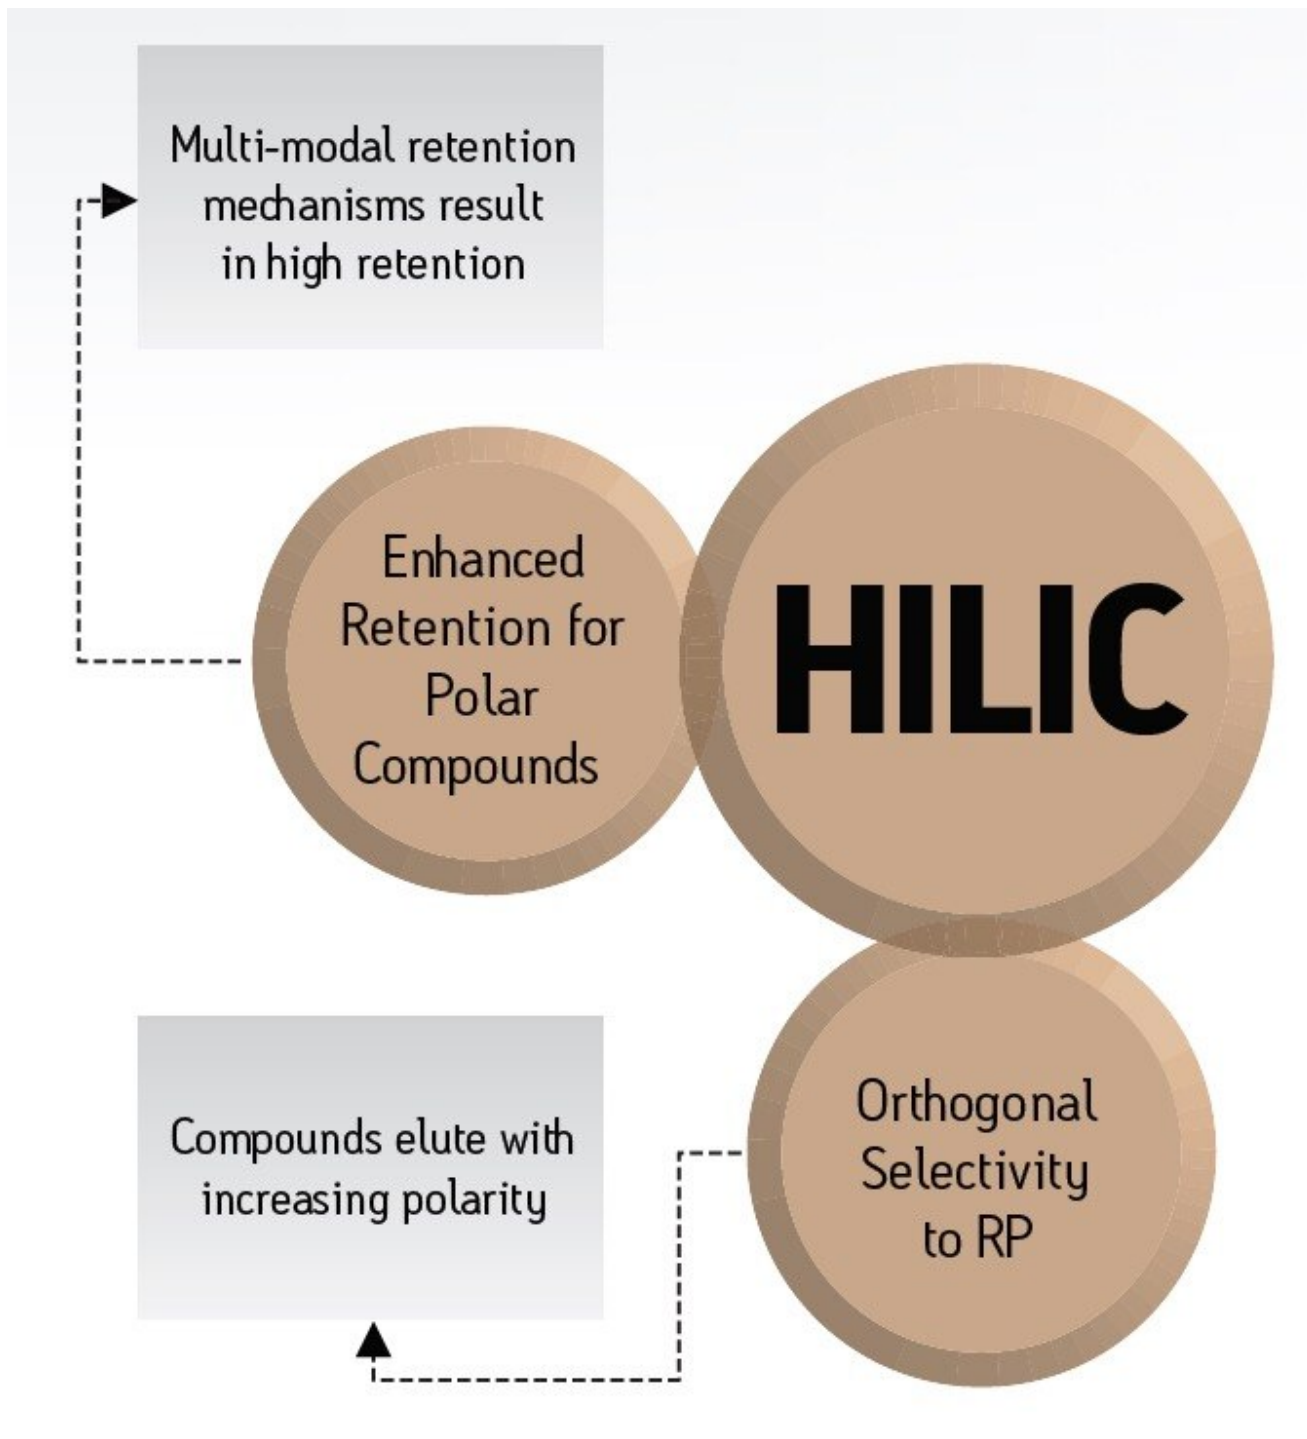 Multi-modal retention
mechanisms result
in high retention
Enhanced
Retention for
Polar
Compounds
HILIC
Compounds elute with
increasing polarity
Orthogonal
Selectivity
to RP